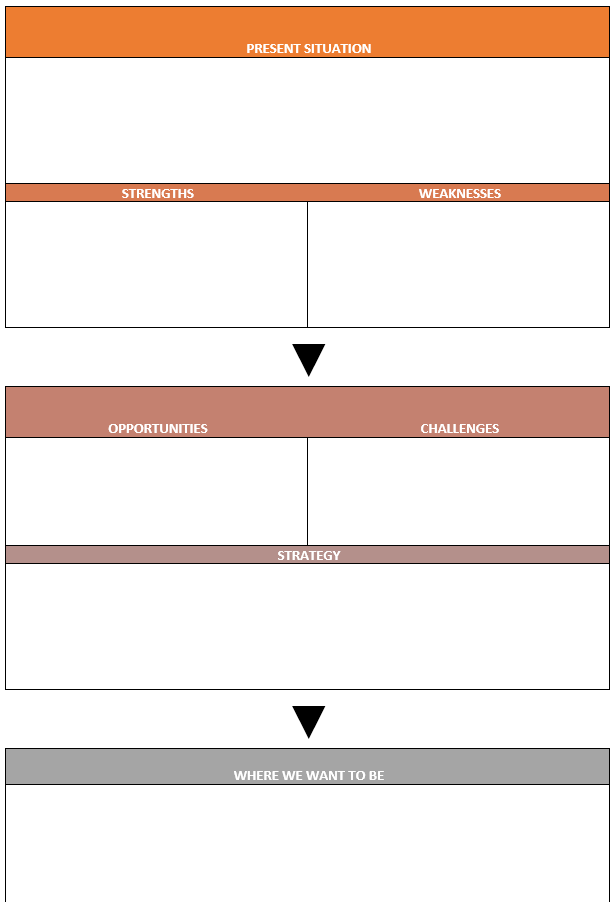 PRESENT SITUATION
STRENGTHS WEAKNESSES
OPPORTUNITIES CHALLENGES
STRATEGY
WHERE WE WANT TO BE